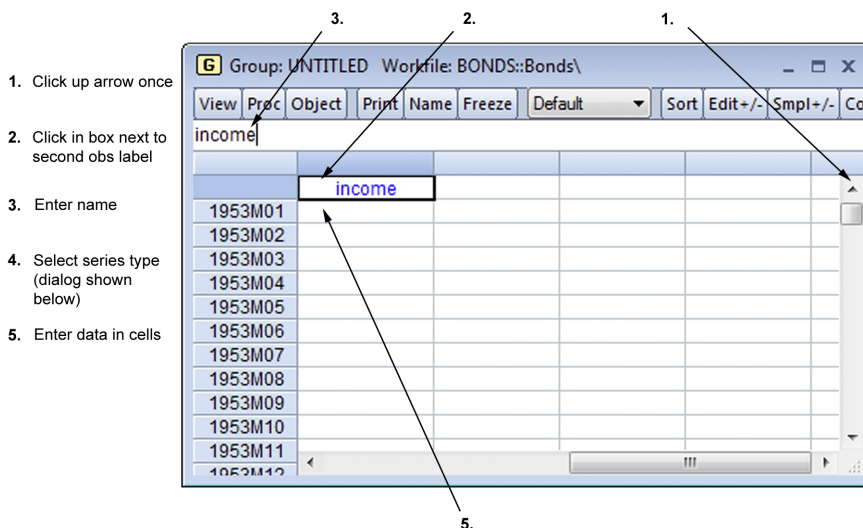 3.
2.
1.
G Group: UNTITLED Workfile: BONDS::Bonds\
1. Click up arrow once
View Proc Object Print Name Freeze Default Sort Edit+/- Smpl+/- Co
income
2. Click in box next to
second obs label
income
3. Enter name
1953M01
1953M02
4. Select series type
(dialog shown
below)
1953M03
1953M04
1953M05
5. Enter data in cells
1953M06
1953M07
1953M08
1953M09
1953M10
1953M11
1953M12
5.